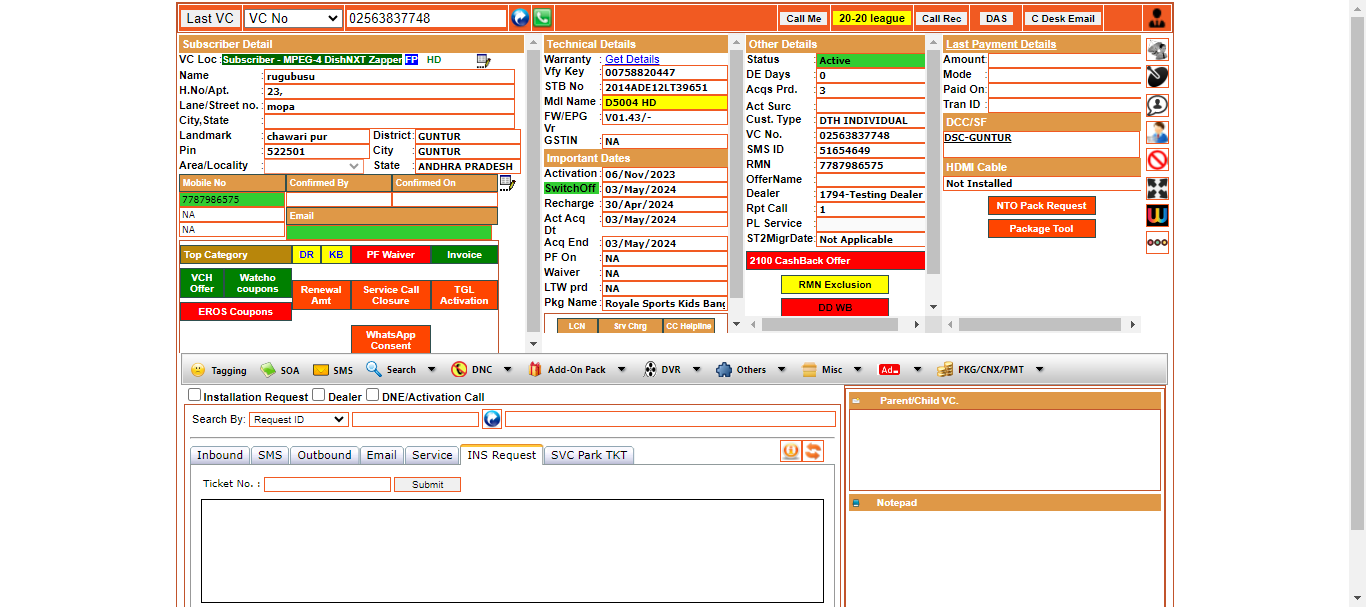 Last VC VC No 02563837748 Call Me 20-20 league Call Rec DAS C Desk Email
Subscriber Detail
VC Loc : Subscriber - MPEG-4 DishNXT Zapper FP HD
Name : rugubusu
H.No/Apt. : 23,
Lane/Street no. : mopa
City,State :
Landmark : chawari pur District : GUNTUR
Pin : 522501 City : GUNTUR
Area/Locality : State : ANDHRA PRADESH
Mobile No Confirmed By Confirmed On
7787986575
NA Email
NA
Top Category DR KB PF Waiver Invoice
VCH Offer
Watcho coupons
Renewal Amt
Service Call Closure
TGL Activation
EROS Coupons
WhatsApp Consent
Technical Details
Warranty : Get Details
Vfy Key : 00758820447
STB No : 2014ADE12LT39651
Mdl Name : D5004 HD
FW/EPG Vr : V01.43/-
GSTIN : NA
Important Dates
Activation : 06/Nov/2023
SwitchOff : 03/May/2024
Recharge : 30/Apr/2024
Act Acq Dt : 03/May/2024
Acq End : 03/May/2024
PF On : NA
Waiver : NA
LTW prd : NA
Pkg Name : Royale Sports Kids Bang
LCN Srv Chrg CC Helpline
Other Details
Status : Active
DE Days : 0
Acqs Prd. : 3
Act Surc :
Cust. Type : DTH INDIVIDUAL
VC No. : 02563837748
SMS ID : 51654649
RMN : 7787986575
OfferName :
Dealer : 1794-Testing Dealer
Rpt Call : 1
PL Service :
ST2MigrDate: Not Applicable
2100 CashBack Offer
RMN Exclusion
DD WB
Last Payment Details
Amount:
Mode :
Paid On:
Tran ID :
DCC/SF
DSC-GUNTUR
HDMI Cable
Not Installed
NTO Pack Request
Package Tool
Tagging SOA SMS Search DNC Add-On Pack DVR Others Misc Ad PKG/CNX/PMT
Installation Request Dealer DNE/Activation Call
Search By: Request ID
Inbound SMS Outbound Email Service INS Request SVC Park TKT
Ticket No. : Submit
Parent/Child VC.
Notepad